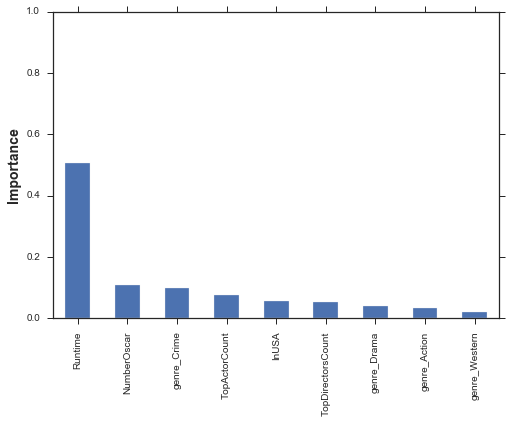 1.0
0.8
0.6
0.4
0.2
0.0
Importance
Runtime
NumberOscar
genre_Crime
TopActorCount
InUSA
TopDirectorsCount
genre_Drama
genre_Action
genre_Western